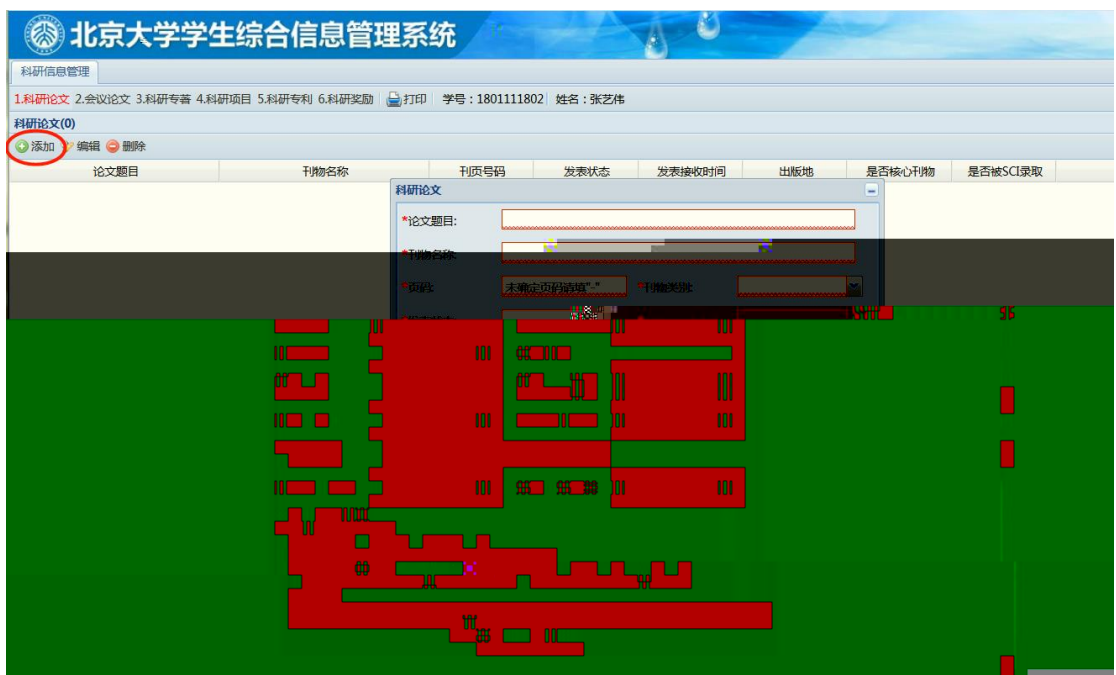 北京大学学生综合信息管理系统
科研信息管理
1.科研论文 2.会议论文 3.科研专著 4.科研项目 5.科研专利 6.科研奖励 打印 学号：1801111802 姓名：张艺伟
科研论文(0)
添加 编辑 删除
论文题目 刊物名称 刊页号码 发表状态 发表接收时间 出版地 是否核心刊物 是否被SCI录取
科研论文
*论文题目:
*刊物名称:
*页码: 未确定页码请填"-" *刊物类别: